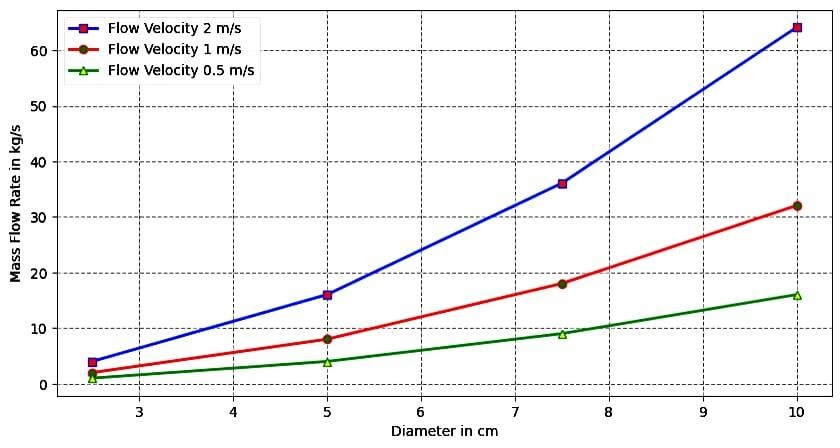 Flow Velocity 2 m/s
Flow Velocity 1 m/s
Flow Velocity 0.5 m/s
Mass Flow Rate in kg/s
60
50
40
30
20
10
0
3 4 5 6 7 8 9 10
Diameter in cm